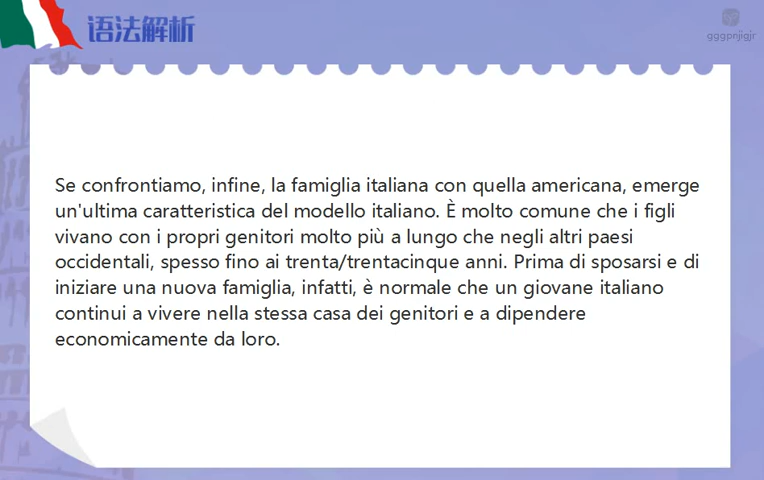 语法解析
gggpnjigjr
Se confrontiamo, infine, la famiglia italiana con quella americana, emerge
un'ultima caratteristica del modello italiano. È molto comune che i figli
vivano con i propri genitori molto più a lungo che negli altri paesi
occidentali, spesso fino ai trenta/trentacinque anni. Prima di sposarsi e di
iniziare una nuova famiglia, infatti, è normale che un giovane italiano
continui a vivere nella stessa casa dei genitori e a dipendere
economicamente da loro.